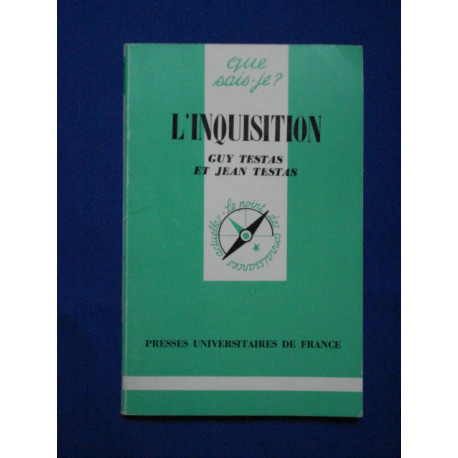 que
sais-je?
L'INQUISITION
GUY TESTAS
ET JEAN TESTAS
Le point des connaissances actuelles
PRESSES UNIVERSITAIRES DE FRANCE